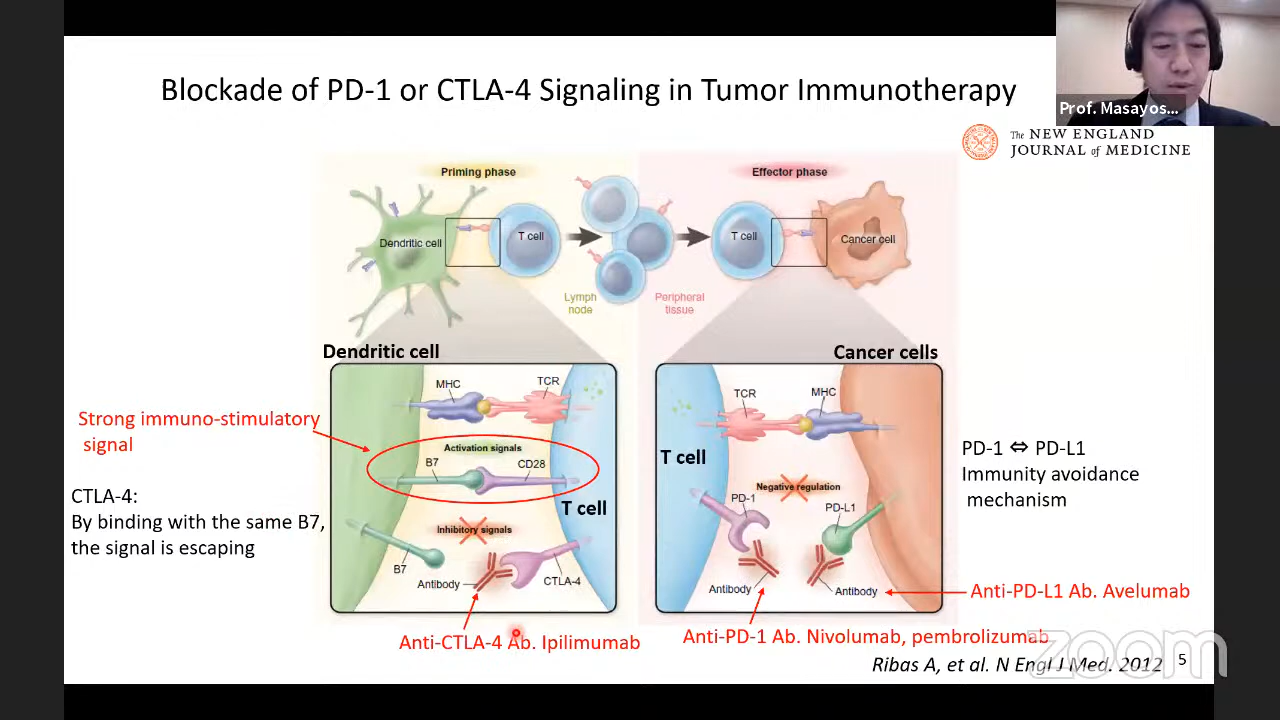 Blockade of PD-1 or CTLA-4 Signaling in Tumor Immunotherapy
Prof. Masayos...
The NEW ENGLAND
JOURNAL of MEDICINE
Priming phase
Effector phase
Dendritic cell
T cell
T cell
Cancer cell
Lymph
node
Peripheral
tissue
Dendritic cell
Cancer cells
MHC
TCR
TCR
MHC
Strong immuno-stimulatory
signal
Activation signals
B7
CD28
T cell
T cell
CTLA-4:
By binding with the same B7,
the signal is escaping
Inhibitory signals
B7
Antibody
CTLA-4
Negative regulation
PD-1
PD-L1
Antibody
Antibody
PD-1 ⇔ PD-L1
Immunity avoidance
mechanism
Anti-PD-L1 Ab. Avelumab
Anti-CTLA-4 Ab. Ipilimumab
Anti-PD-1 Ab. Nivolumab, pembrolizumab
Ribas A, et al. N Engl J Med. 2012
5
zoom